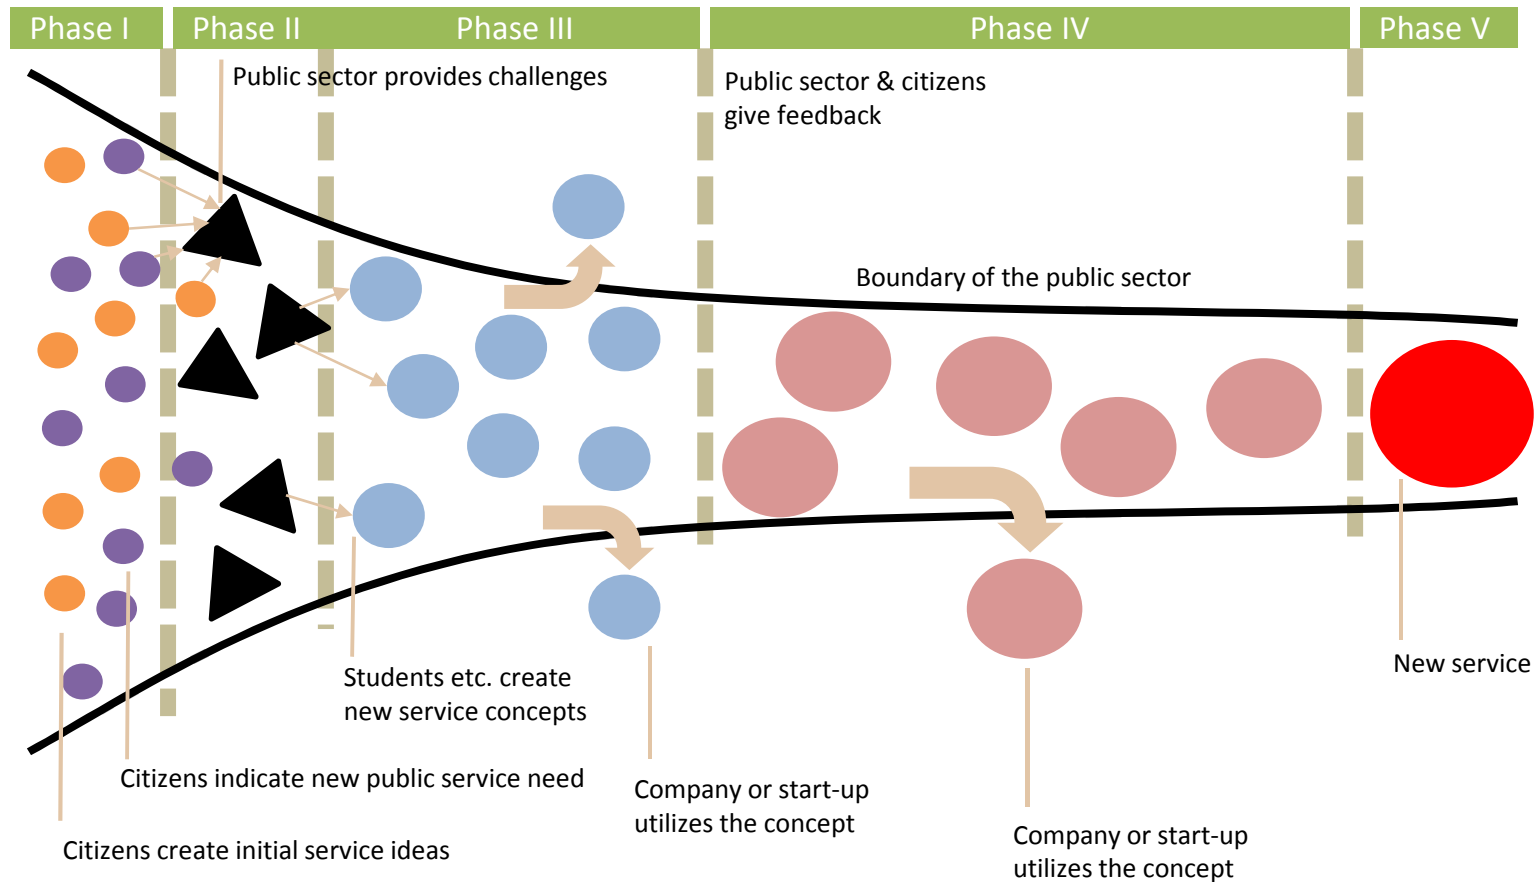 Phase I
Phase II
Phase III
Phase IV
Phase V
Public sector provides challenges
Public sector & citizens
give feedback
Boundary of the public sector
New service
Students etc. create
new service concepts
Citizens indicate new public service need
Company or start-up
utilizes the concept
Company or start-up
utilizes the concept
Citizens create initial service ideas